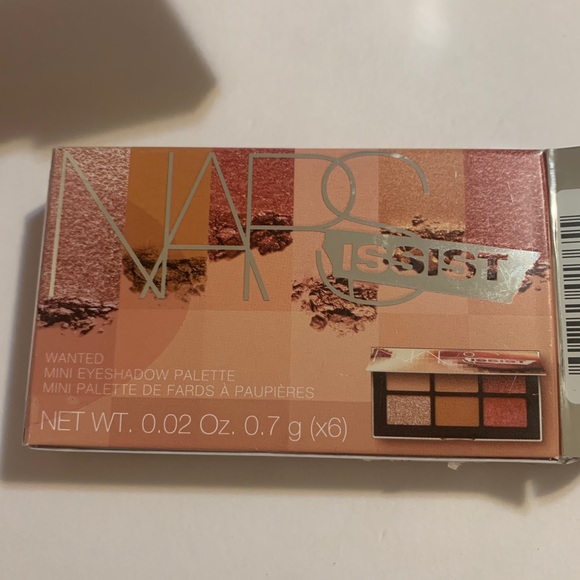 NARS
ISSIST
WANTED
MINI EYESHADOW PALETTE
MINI PALETTE DE FARDS À PAUPIÈRES
NET WT. 0.02 Oz. 0.7 g (x6)
ISSIST